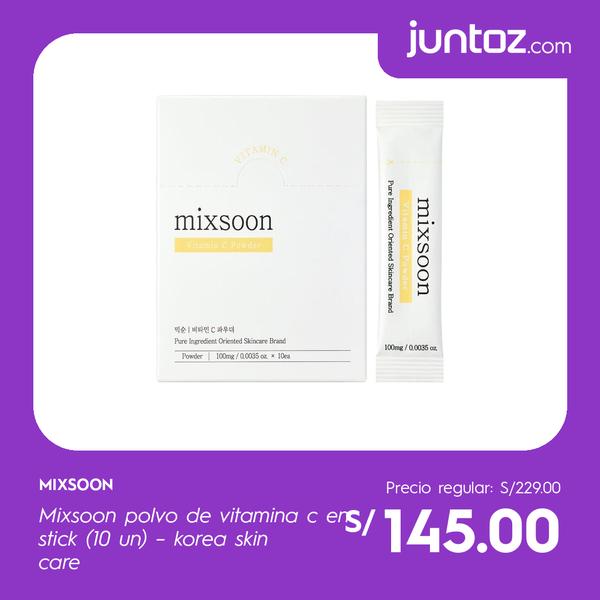 juntoz.com
VITAMIN C
mixsoon
Vitamin C Powder
믹순 | 비타민 C 파우더
Pure Ingredient Oriented Skincare Brand
Powder | 100mg / 0.0035 oz. × 10ea
mixsoon
Vitamin C Powder
Pure Ingredient Oriented Skincare Brand
100mg / 0.0035 oz.
MIXSOON
Precio regular: S/229.00
Mixsoon polvo de vitamina c en
stick (10 un) - korea skin
care
S/ 145.00